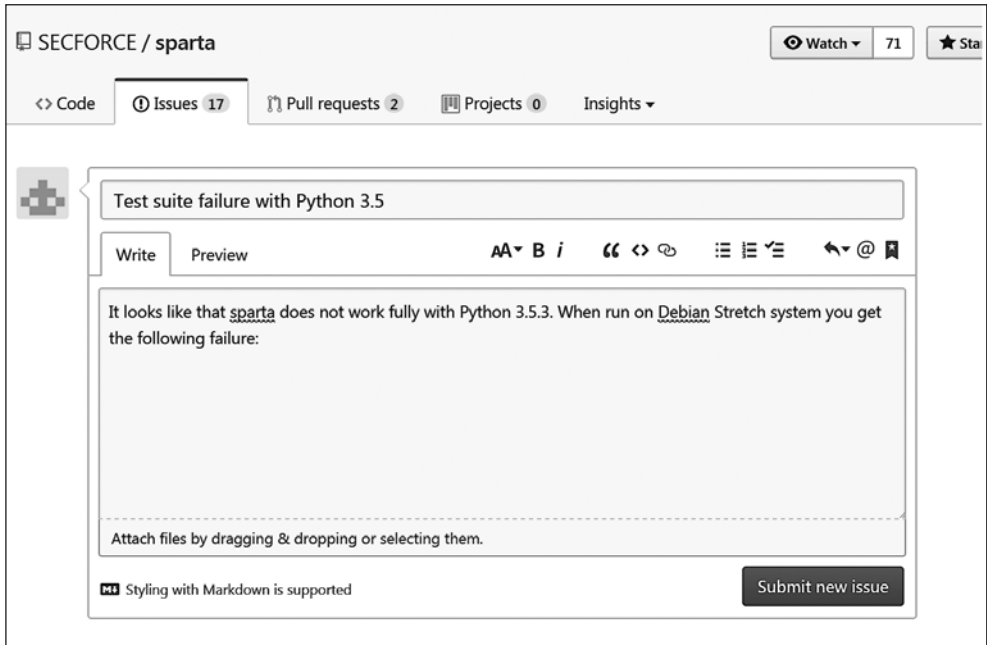 SECFORCE / sparta
Watch 71
Code Issues 17 Pull requests 2 Projects 0 Insights
Test suite failure with Python 3.5
Write Preview AA B i @
It looks like that sparta does not work fully with Python 3.5.3. When run on Debian Stretch system you get
the following failure:
Attach files by dragging & dropping or selecting them.
Styling with Markdown is supported
Submit new issue